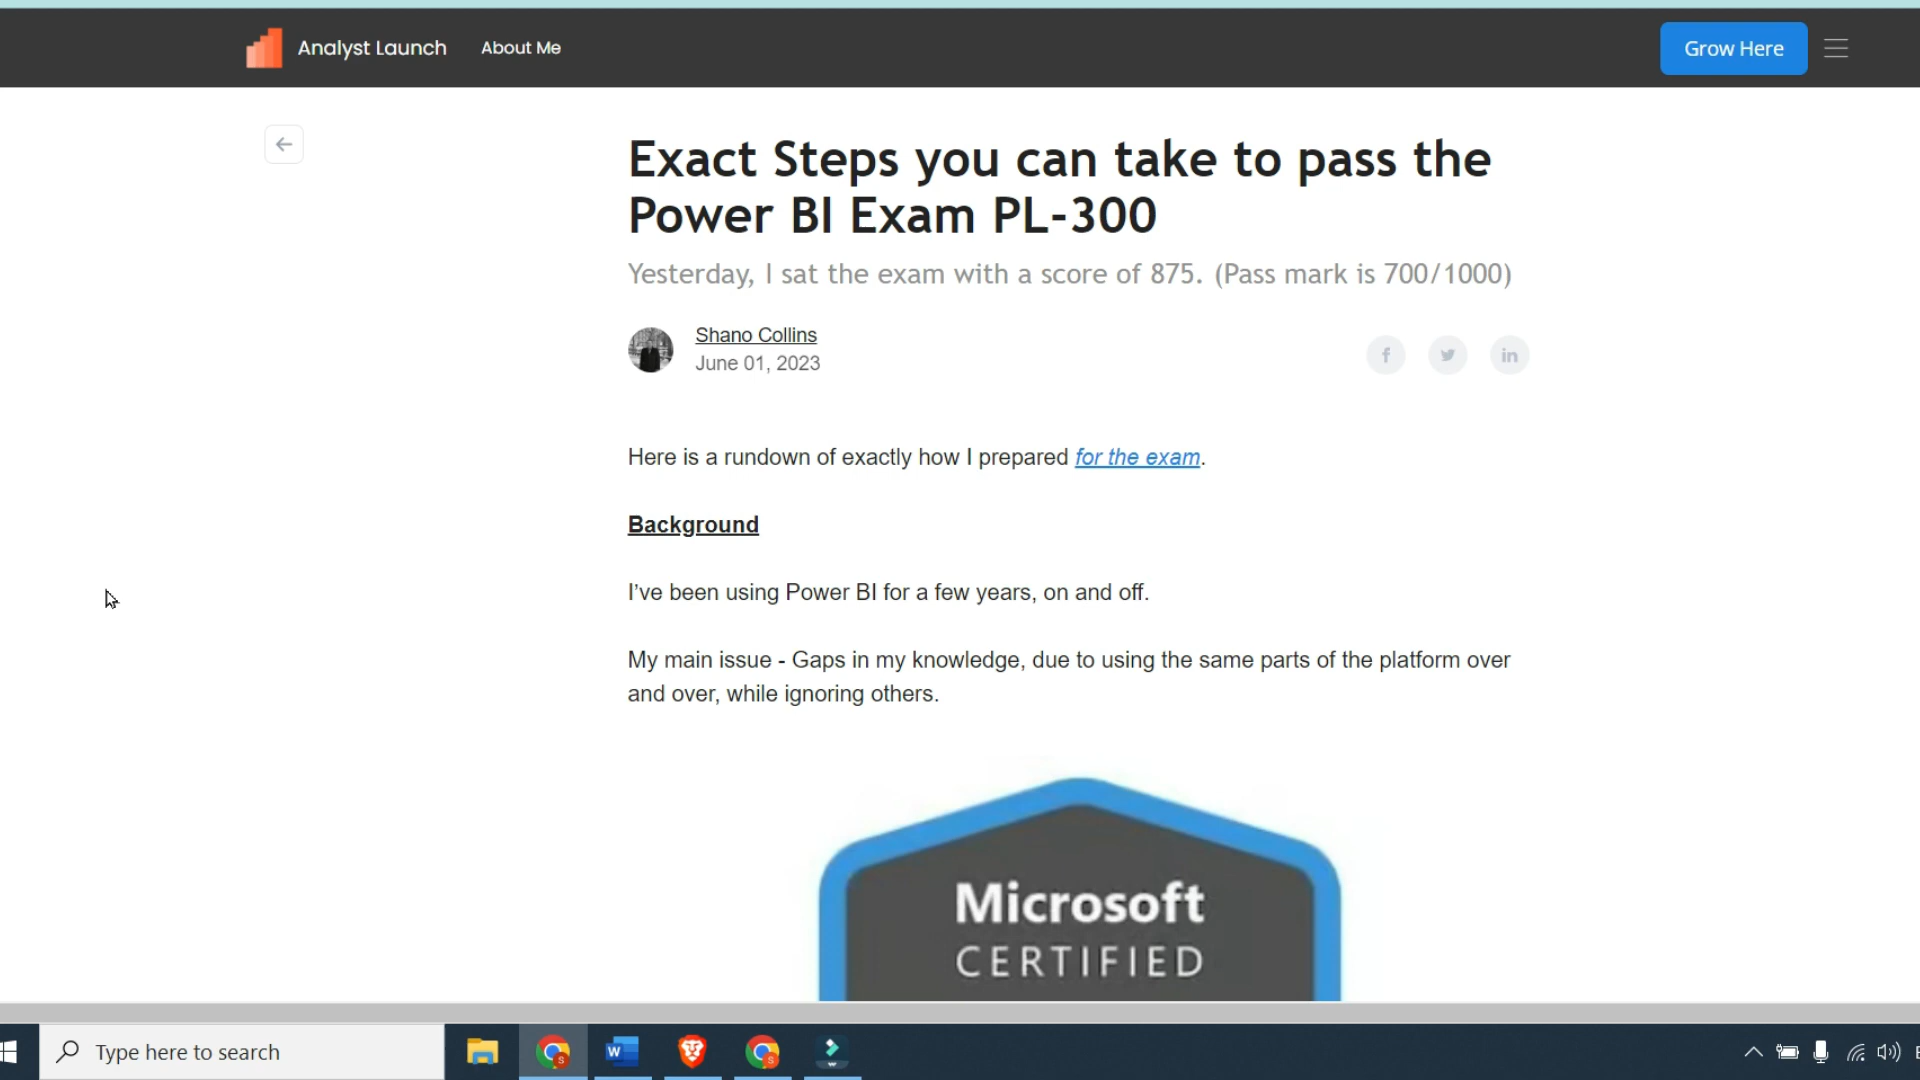 Analyst Launch
About Me
Grow Here
Exact Steps you can take to pass the
Power BI Exam PL-300
Yesterday, I sat the exam with a score of 875. (Pass mark is 700/1000)
Shano Collins
June 01, 2023
f
in
Here is a rundown of exactly how I prepared for the exam.
Background
I’ve been using Power BI for a few years, on and off.
My main issue - Gaps in my knowledge, due to using the same parts of the platform over
and over, while ignoring others.
Microsoft
CERTIFIED
Type here to search